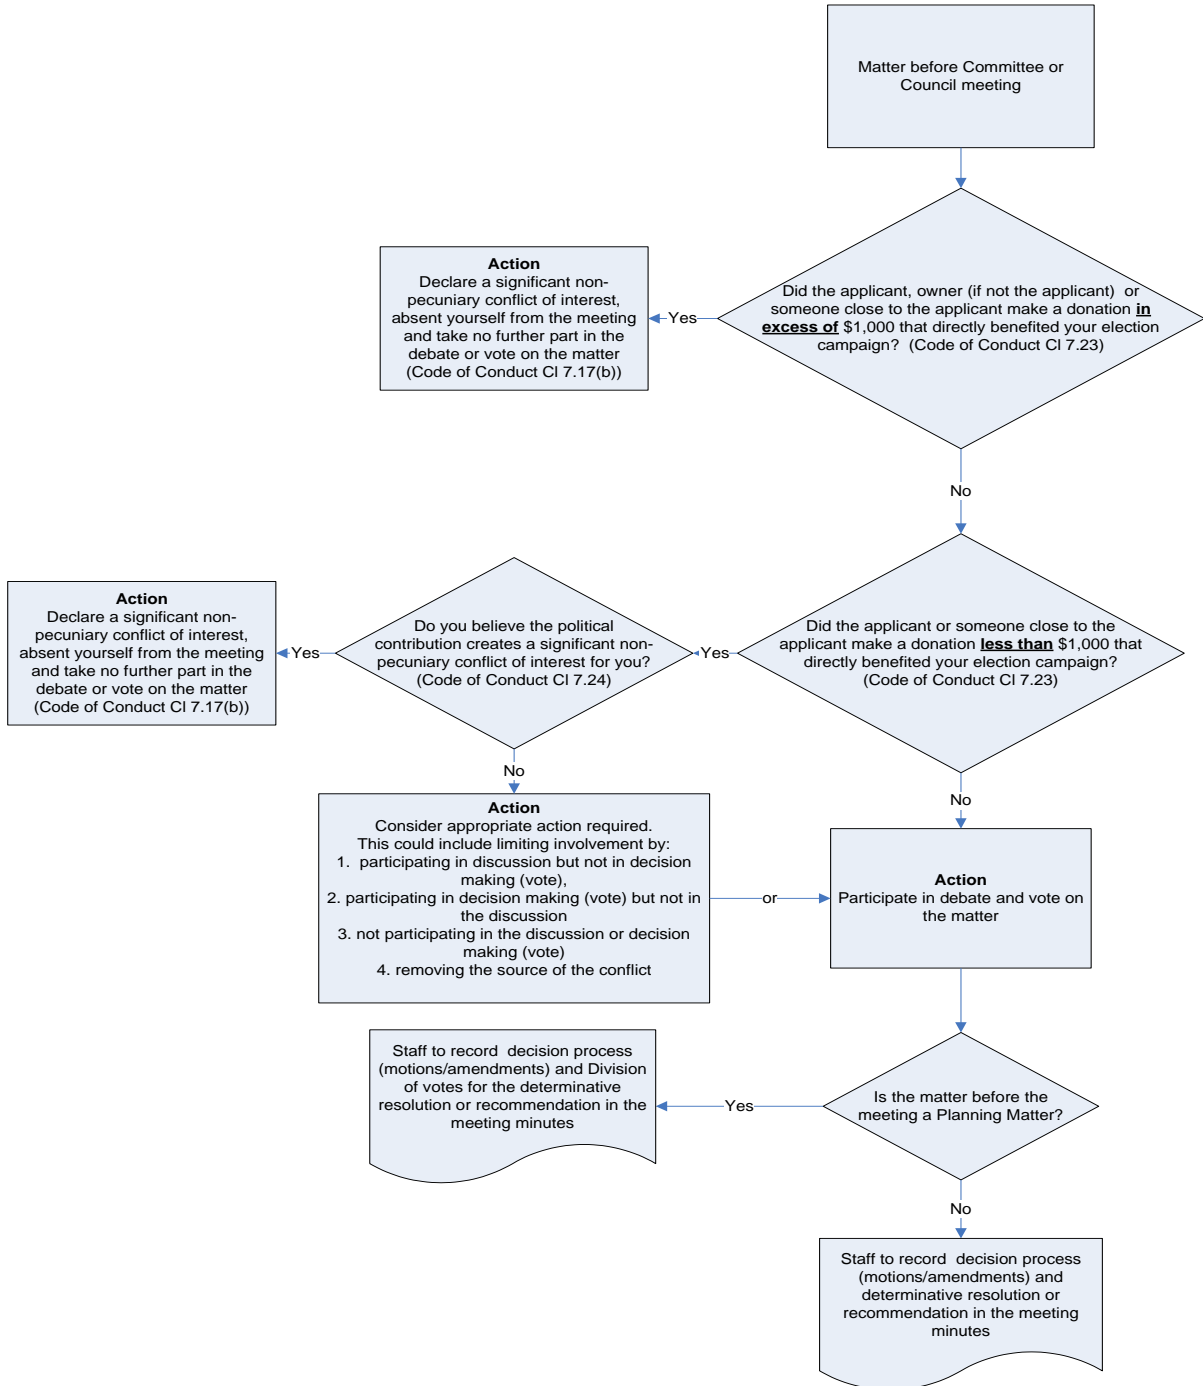 Matter before Committee or
Council meeting
Did the applicant, owner (if not the applicant)  or
someone close to the applicant make a donation in
excess of $1,000 that directly benefited your election
campaign?  (Code of Conduct Cl 7.23)
Yes
Action
Declare a significant non-
pecuniary conflict of interest,
absent yourself from the meeting
and take no further part in the
debate or vote on the matter
(Code of Conduct Cl 7.17(b))
No
Did the applicant or someone close to the
applicant make a donation less than $1,000 that
directly benefited your election campaign?
(Code of Conduct Cl 7.23)
Yes
Do you believe the political
contribution creates a significant non-
pecuniary conflict of interest for you?
(Code of Conduct Cl 7.24)
Yes
Action
Declare a significant non-
pecuniary conflict of interest,
absent yourself from the meeting
and take no further part in the
debate or vote on the matter
(Code of Conduct Cl 7.17(b))
No
Action
Consider appropriate action required.
This could include limiting involvement by:
1.  participating in discussion but not in decision
making (vote),
2. participating in decision making (vote) but not in
the discussion
3. not participating in the discussion or decision
making (vote)
4. removing the source of the conflict
or
No
Action
Participate in debate and vote on
the matter
Is the matter before the
meeting a Planning Matter?
Yes
Staff to record  decision process
(motions/amendments) and Division
of votes for the determinative
resolution or recommendation in the
meeting minutes
No
Staff to record  decision process
(motions/amendments) and
determinative resolution or
recommendation in the meeting
minutes